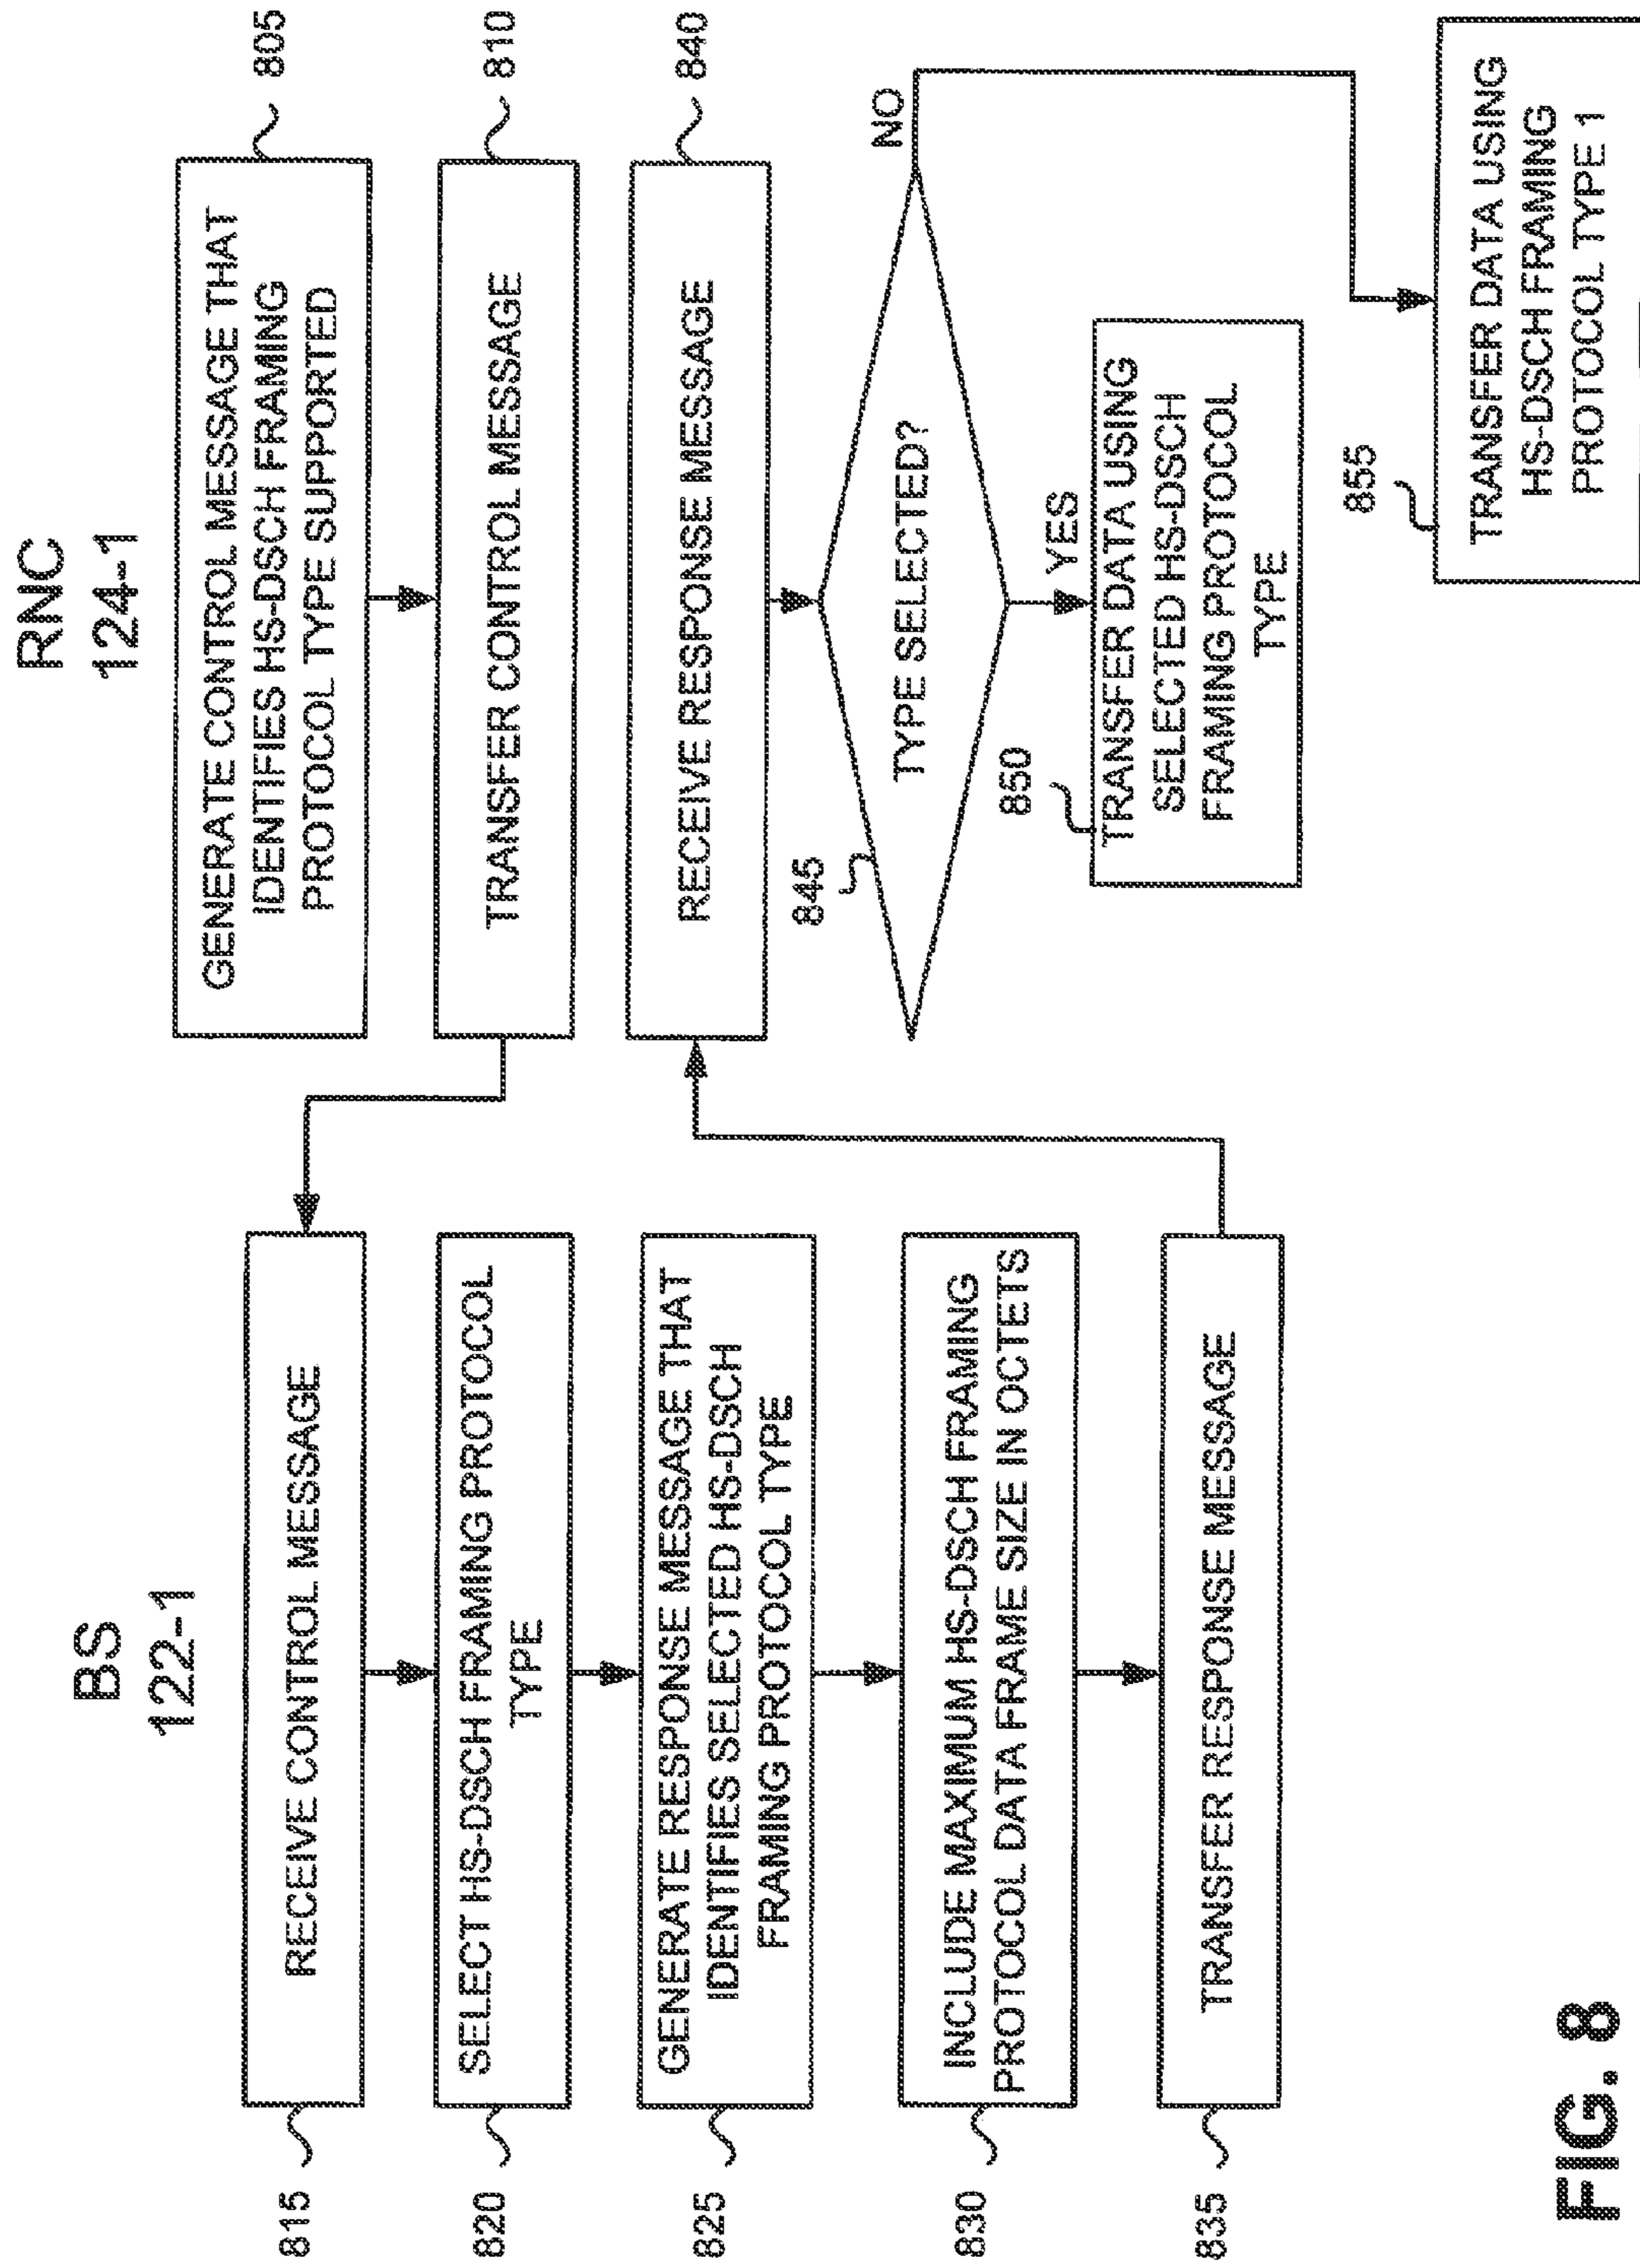 BS
122-1
815
RECEIVE CONTROL MESSAGE
820
SELECT HS-DSCH FRAMING PROTOCOL
TYPE
825
GENERATE RESPONSE MESSAGE THAT
IDENTIFIES SELECTED HS-DSCH
FRAMING PROTOCOL TYPE
830
INCLUDE MAXIMUM HS-DSCH FRAMING
PROTOCOL DATA FRAME SIZE IN OCTETS
835
TRANSFER RESPONSE MESSAGE
RNC
124-1
GENERATE CONTROL MESSAGE THAT
IDENTIFIES HS-DSCH FRAMING
PROTOCOL TYPE SUPPORTED
805
TRANSFER CONTROL MESSAGE
810
RECEIVE RESPONSE MESSAGE
840
845
TYPE SELECTED?
NO
YES
850
TRANSFER DATA USING
SELECTED HS-DSCH
FRAMING PROTOCOL
TYPE
855
TRANSFER DATA USING
HS-DSCH FRAMING
PROTOCOL TYPE 1
FIG. 8